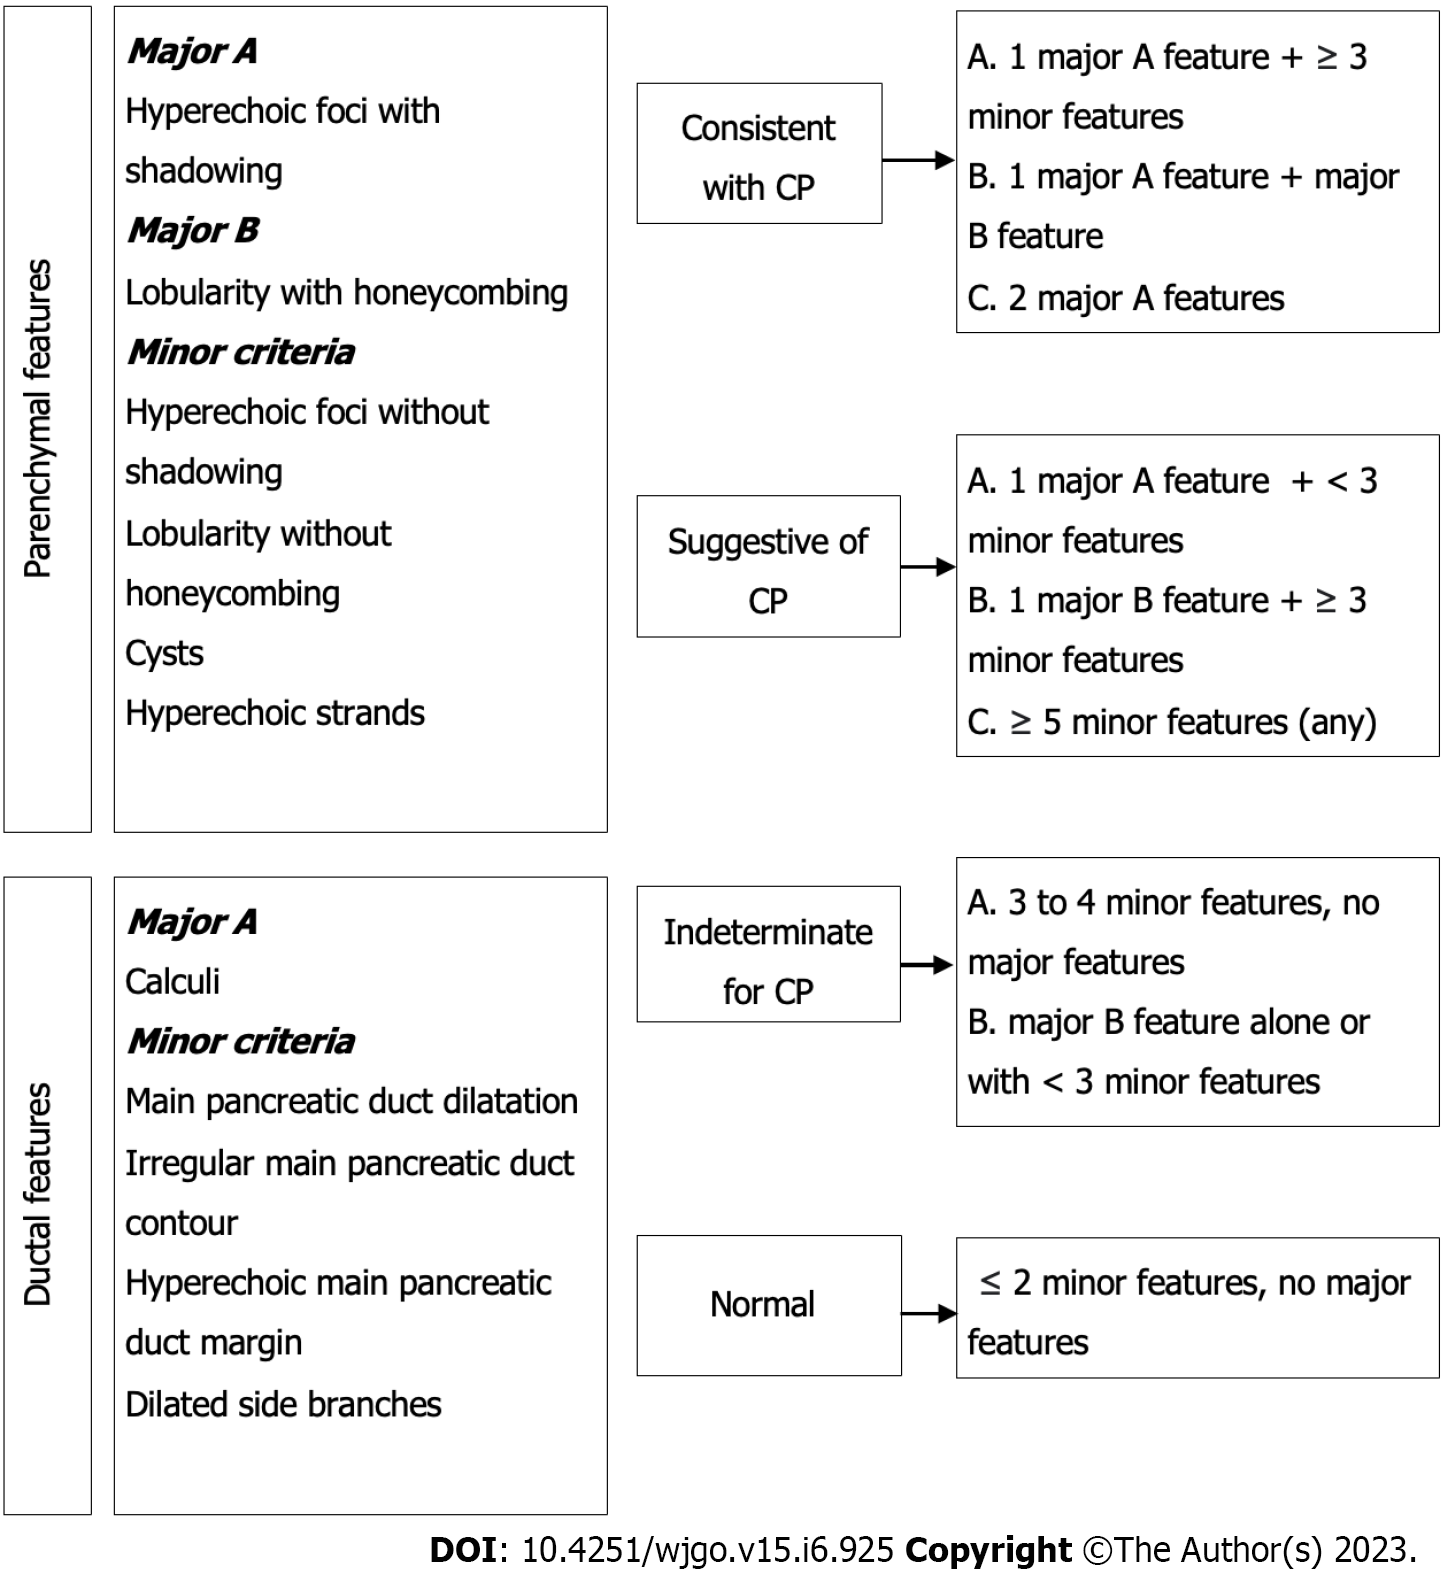 Parenchymal features
Major A
Hyperechoic foci with
shadowing
Major B
Lobularity with honeycombing
Minor criteria
Hyperechoic foci without
shadowing
Lobularity without
honeycombing
Cysts
Hyperechoic strands
Ductal features
Major A
Calculi
Minor criteria
Main pancreatic duct dilatation
Irregular main pancreatic duct
contour
Hyperechoic main pancreatic
duct margin
Dilated side branches
Consistent
with CP
A. 1 major A feature + ≥ 3
minor features
B. 1 major A feature + major
B feature
C. 2 major A features
Suggestive of
CP
A. 1 major A feature + < 3
minor features
B. 1 major B feature + ≥ 3
minor features
C. ≥ 5 minor features (any)
Indeterminate
for CP
A. 3 to 4 minor features, no
major features
B. major B feature alone or
with < 3 minor features
Normal
≤ 2 minor features, no major
features
DOI: 10.4251/wjgo.v15.i6.925 Copyright ©The Author(s) 2023.